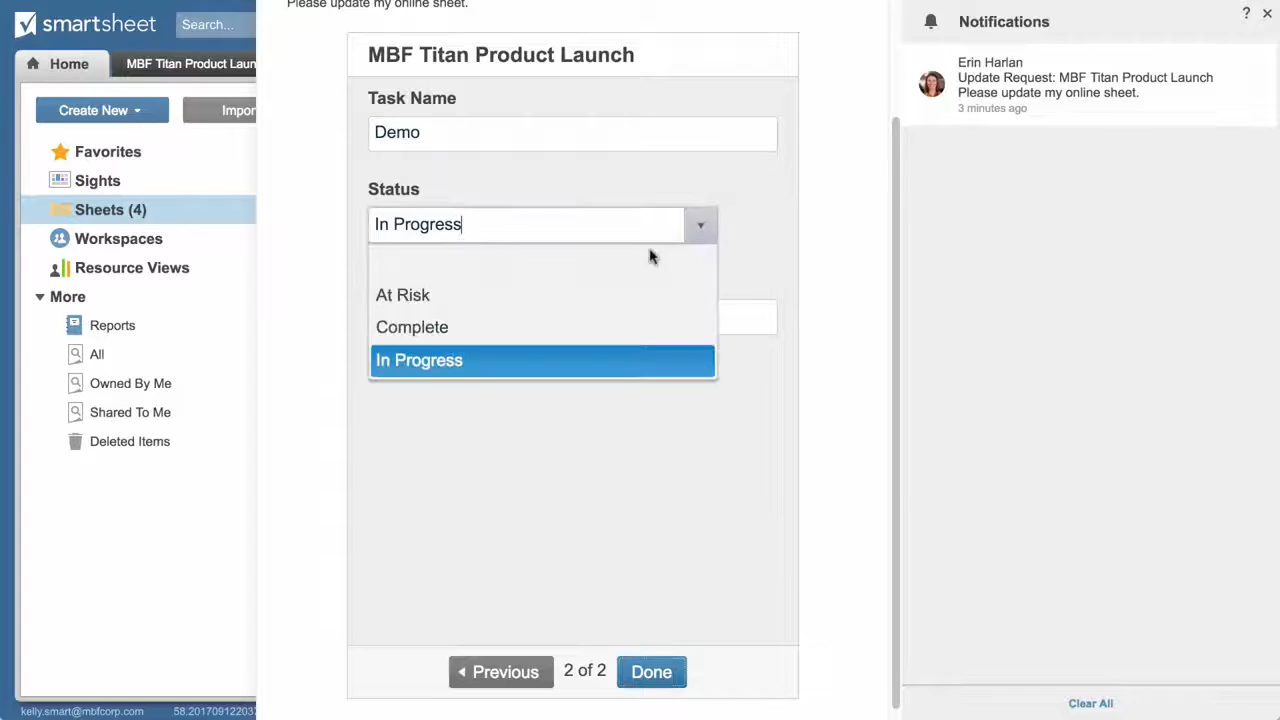 smartsheet
Search...
Home
MBF Titan Product Laun
Create New
Impor
Favorites
Sights
Sheets (4)
Workspaces
Resource Views
More
Reports
All
Owned By Me
Shared To Me
Deleted Items
kelly.smart@mbfcorp.com
58.201709122037
Please update my online sheet.
MBF Titan Product Launch
Task Name
Demo
Status
In Progress
At Risk
Complete
In Progress
Previous
2 of 2
Done
Notifications
?
Erin Harlan
Update Request: MBF Titan Product Launch
Please update my online sheet.
3 minutes ago
Clear All